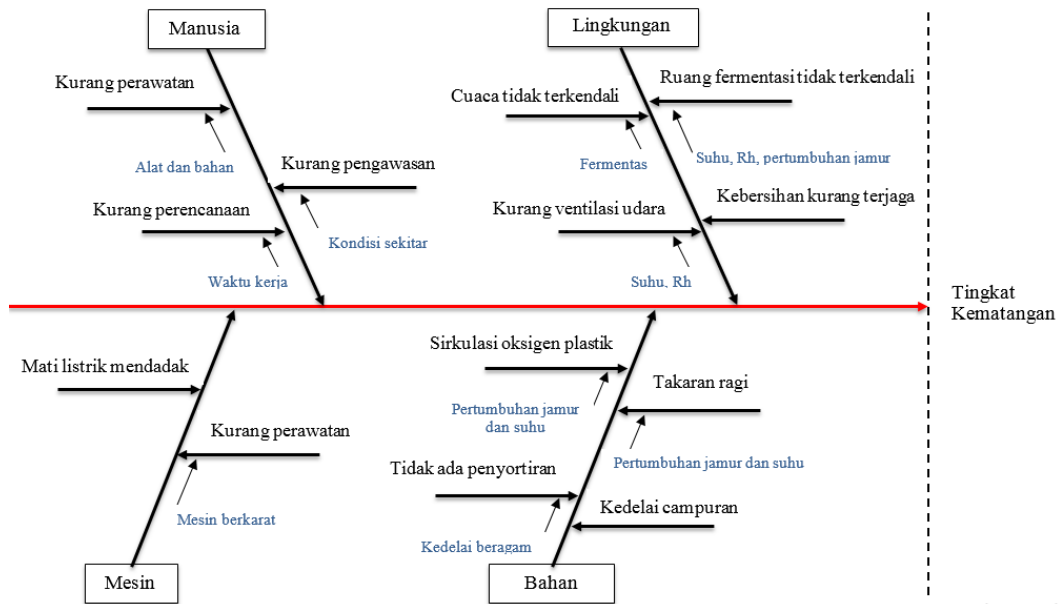 Manusia
Kurang perawatan
Alat dan bahan
Kurang pengawasan
Kondisi sekitar
Kurang perencanaan
Waktu kerja
Lingkungan
Ruang fermentasi tidak terkendali
Cuaca tidak terkendali
Fermentas
Suhu, Rh, pertumbuhan jamur
Kebersihan kurang terjaga
Kurang ventilasi udara
Suhu, Rh
Tingkat
Kematangan
Mati listrik mendadak
Kurang perawatan
Mesin berkarat
Mesin
Sirkulasi oksigen plastik
Pertumbuhan jamur
dan suhu
Takaran ragi
Pertumbuhan jamur dan suhu
Tidak ada penyortiran
Kedelai beragam
Kedelai campuran
Bahan